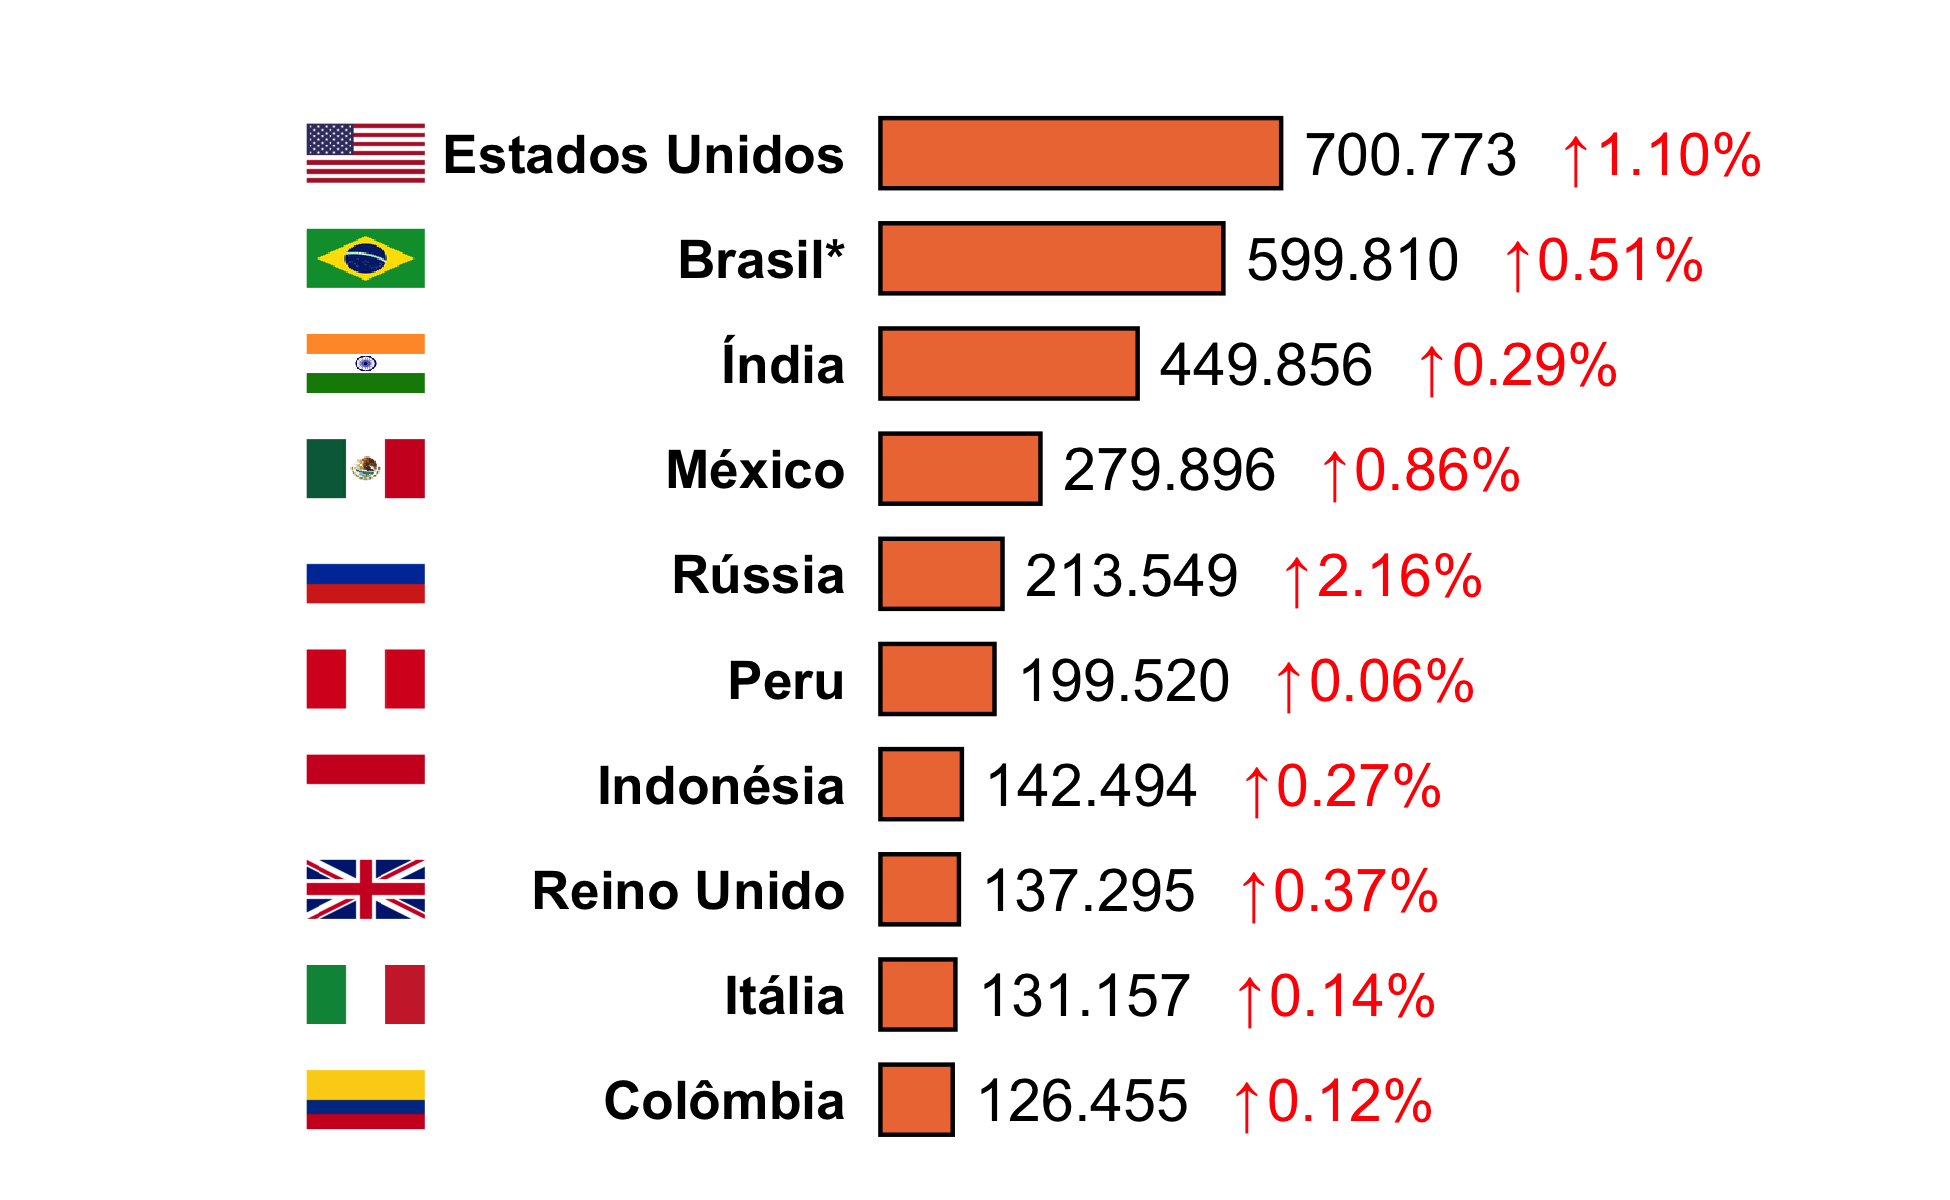 Estados Unidos 700.773 ↑1.10%
Brasil* 599.810 ↑0.51%
Índia 449.856 ↑0.29%
México 279.896 ↑0.86%
Rússia 213.549 ↑2.16%
Peru 199.520 ↑0.06%
Indonésia 142.494 ↑0.27%
Reino Unido 137.295 ↑0.37%
Itália 131.157 ↑0.14%
Colômbia 126.455 ↑0.12%